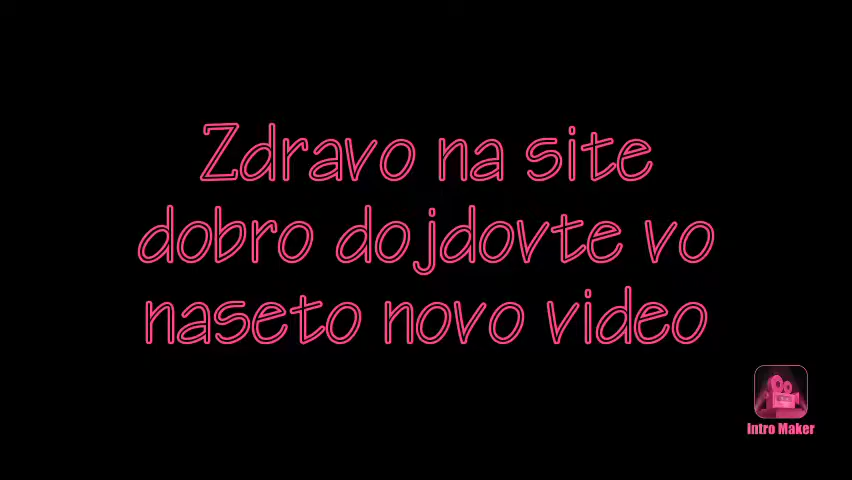 Zdravo na site
dobro dojdovte vo
naseto novo video
Intro Maker